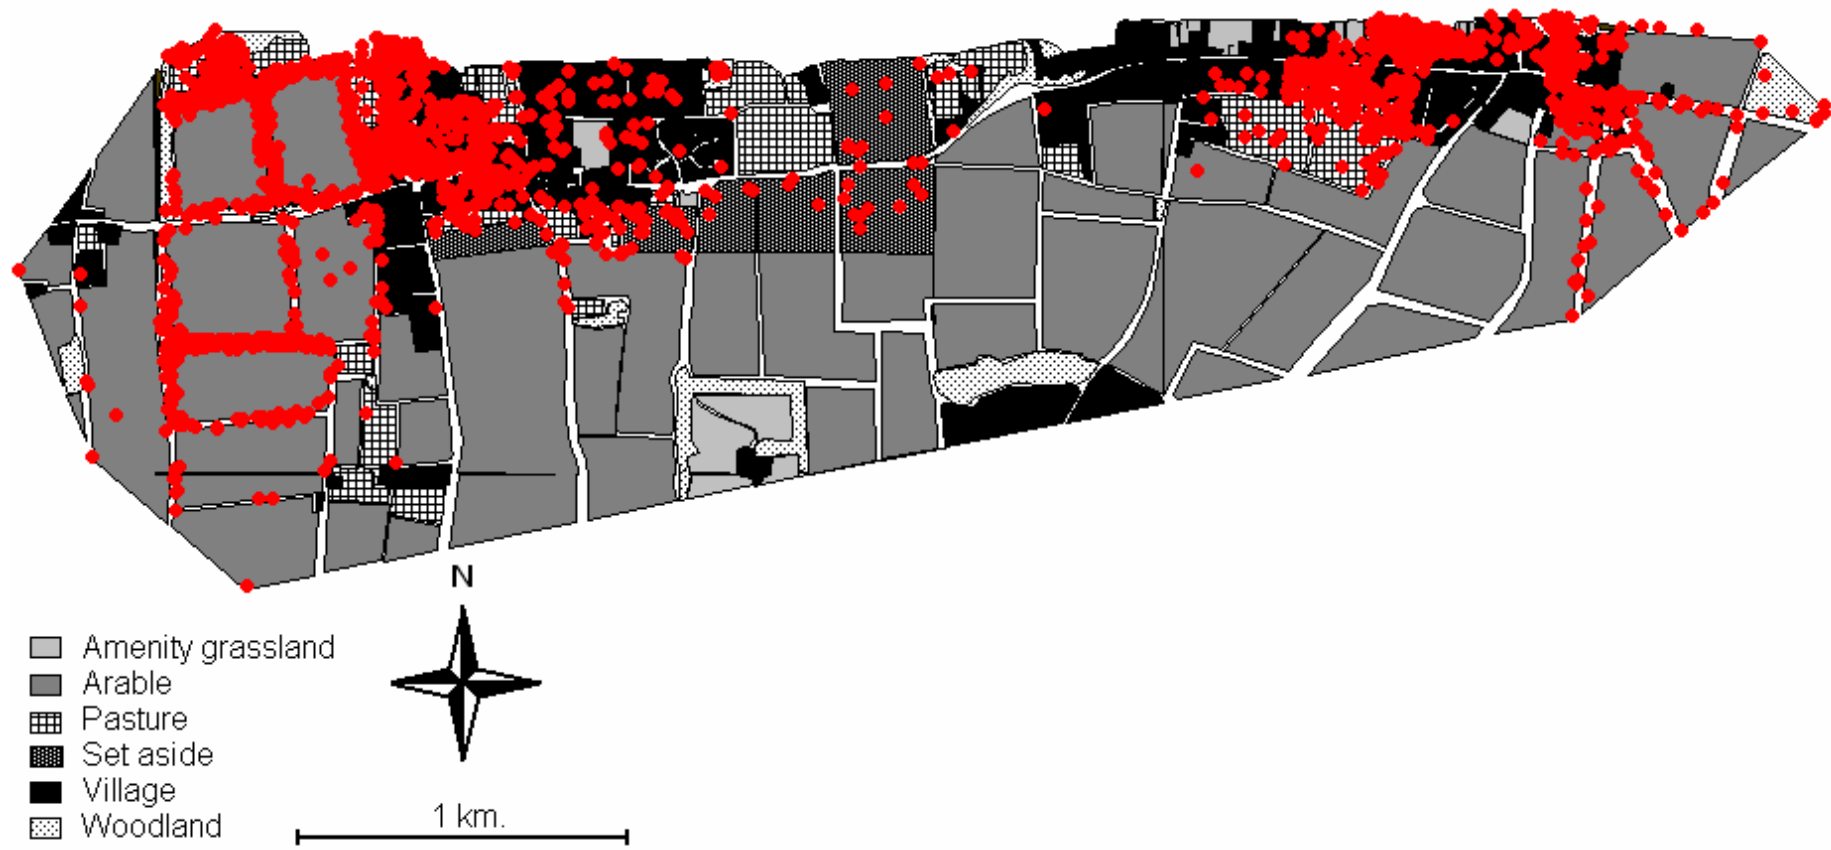 N
Amenity grassland
Arable
Pasture
Set aside
Village
Woodland
1 km.